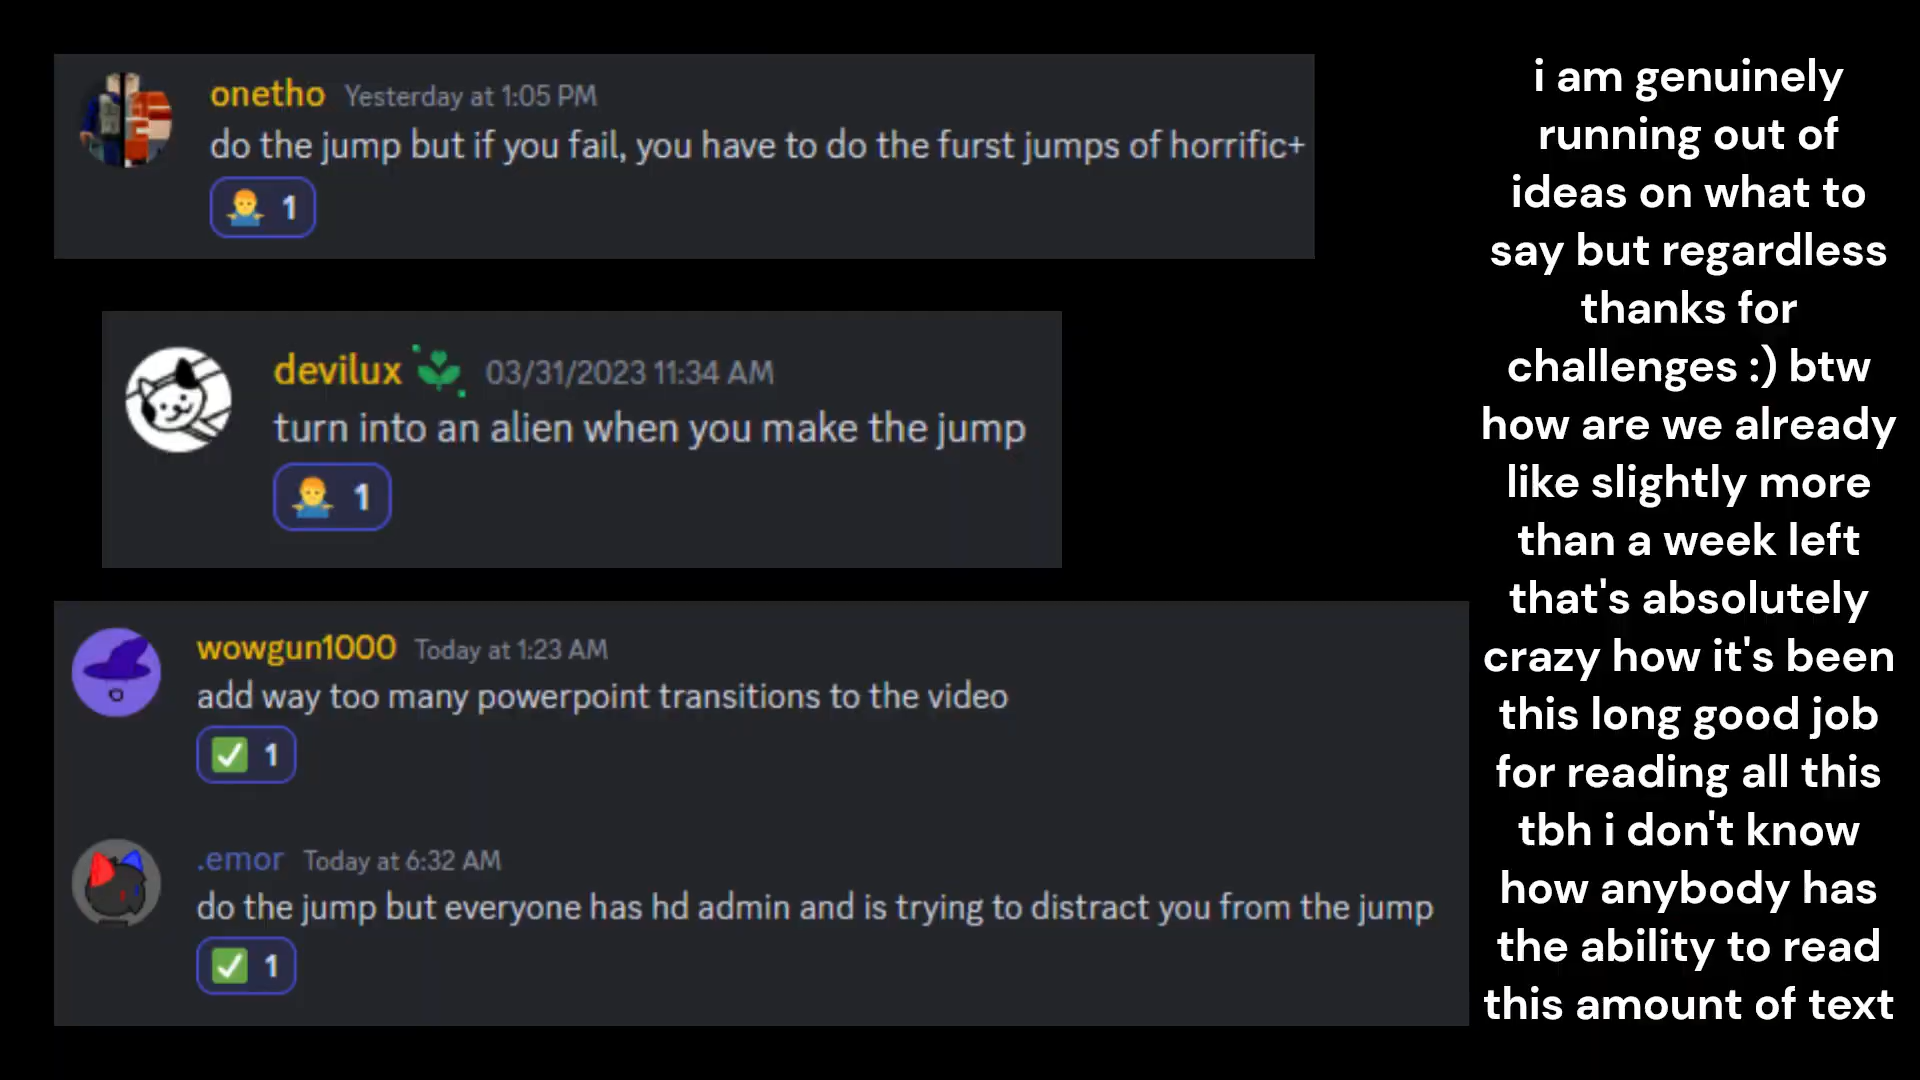 onetho Yesterday at 1:05 PM
do the jump but if you fail, you have to do the furst jumps of horrific+
1
devilux 03/31/2023 11:34 AM
turn into an alien when you make the jump
1
wowgun1000 Today at 1:23 AM
add way too many powerpoint transitions to the video
1
.emor Today at 6:32 AM
do the jump but everyone has hd admin and is trying to distract you from the jump
1
i am genuinely
running out of
ideas on what to
say but regardless
thanks for
challenges :) btw
how are we already
like slightly more
than a week left
that's absolutely
crazy how it's been
this long good job
for reading all this
tbh i don't know
how anybody has
the ability to read
this amount of text